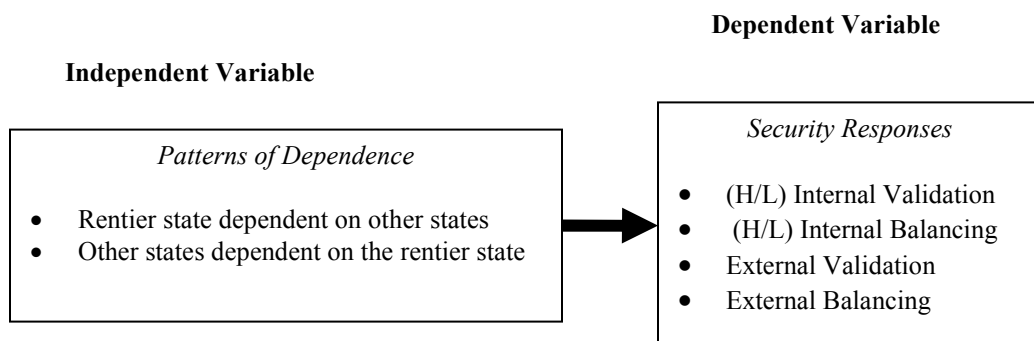 Dependent Variable
Independent Variable
Patterns of Dependence
• Rentier state dependent on other states
• Other states dependent on the rentier state
Security Responses
• (H/L) Internal Validation
• (H/L) Internal Balancing
• External Validation
• External Balancing